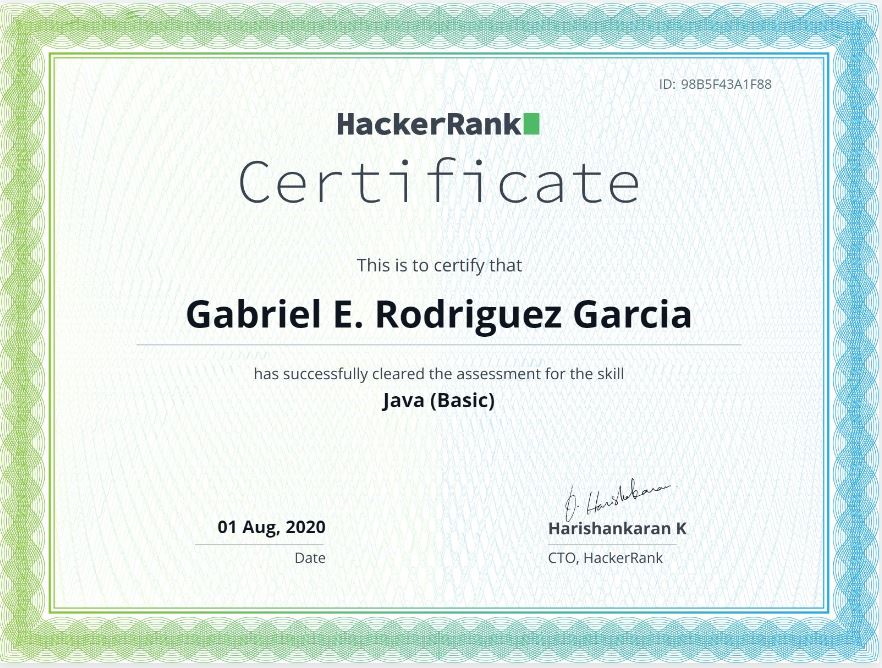 ID: 98B5F43A1F88
HackerRank
Certificate
This is to certify that
Gabriel E. Rodriguez Garcia
has successfully cleared the assessment for the skill
Java (Basic)
01 Aug, 2020
Date
Harishankaran K
CTO, HackerRank